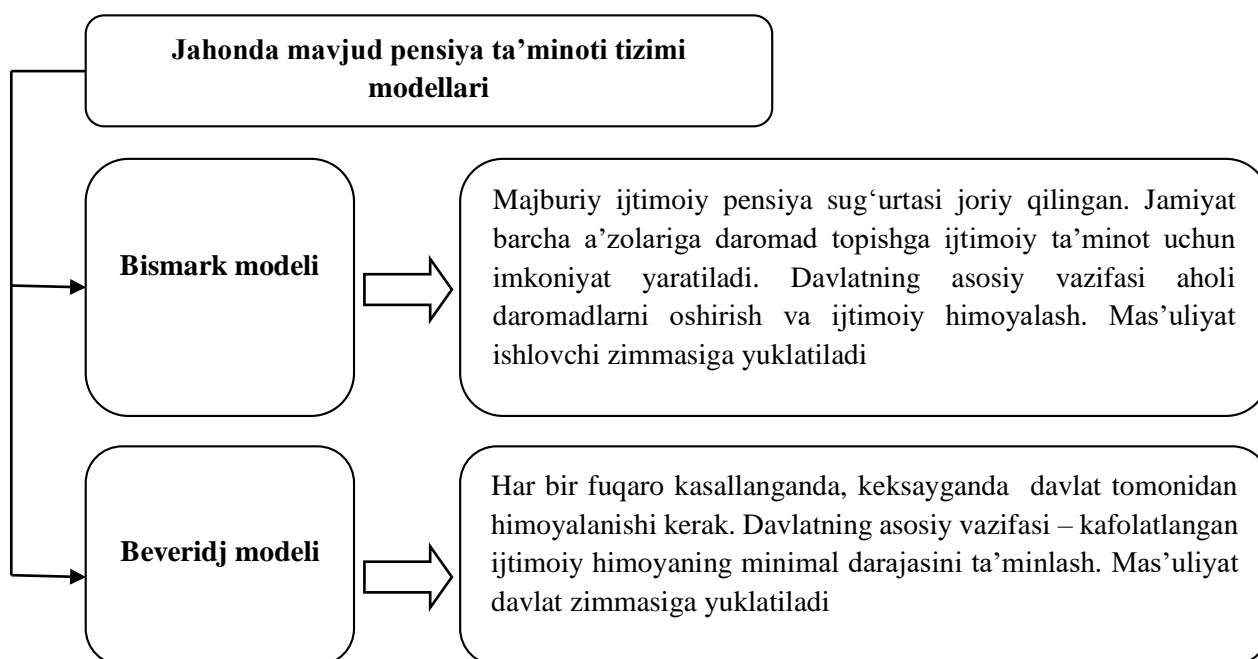 Jahonda mavjud pensiya ta’minoti tizimi
modellari
Bismark modeli
Majburiy ijtimoiy pensiya sug‘urtasi joriy qilingan. Jamiyat
barcha a’zolariga daromad topishga ijtimoiy ta’minot uchun
imkoniyat yaratiladi. Davlatning asosiy vazifasi aholi
daromadlarni oshirish va ijtimoiy himoyalash. Mas’uliyat
ishlovchi zimmasiga yuklatiladi
Beveridj modeli
Har bir fuqaro kasallanganda, keksayganda davlat tomonidan
himoyalanishi kerak. Davlatning asosiy vazifasi – kafolatlangan
ijtimoiy himoyaning minimal darajasini ta’minlash. Mas’uliyat
davlat zimmasiga yuklatiladi